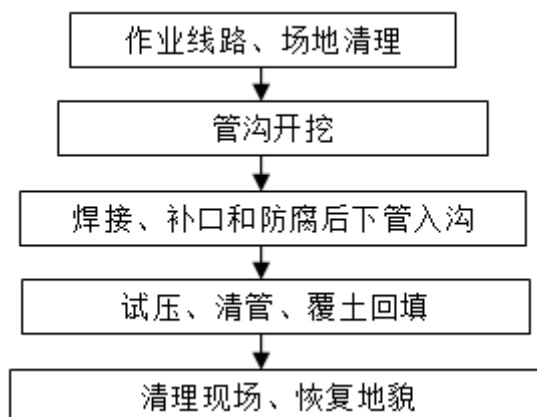 作业线路、场地清理
管沟开挖
焊接、补口和防腐后下管入沟
试压、清管、覆土回填
清理现场、恢复地貌